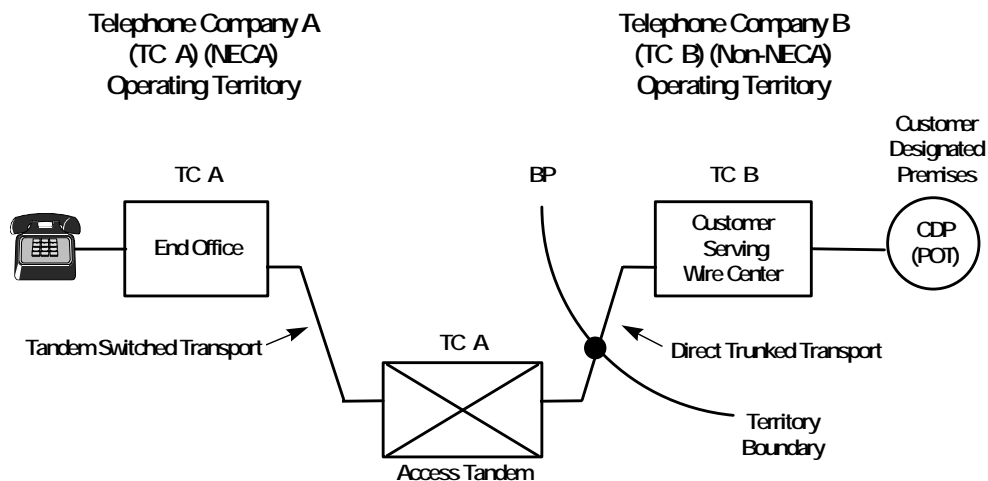 Telephone Company A
(TC A) (NECA)
Operating Territory
Telephone Company B
(TC B) (Non-NECA)
Operating Territory
Customer
Designated
Premises
TC A
BP
TC B
End Office
Customer
Serving
Wire Center
CDP
(POT)
Tandem Switched Transport
TC A
Direct Trunked Transport
Territory
Boundary
Access Tandem